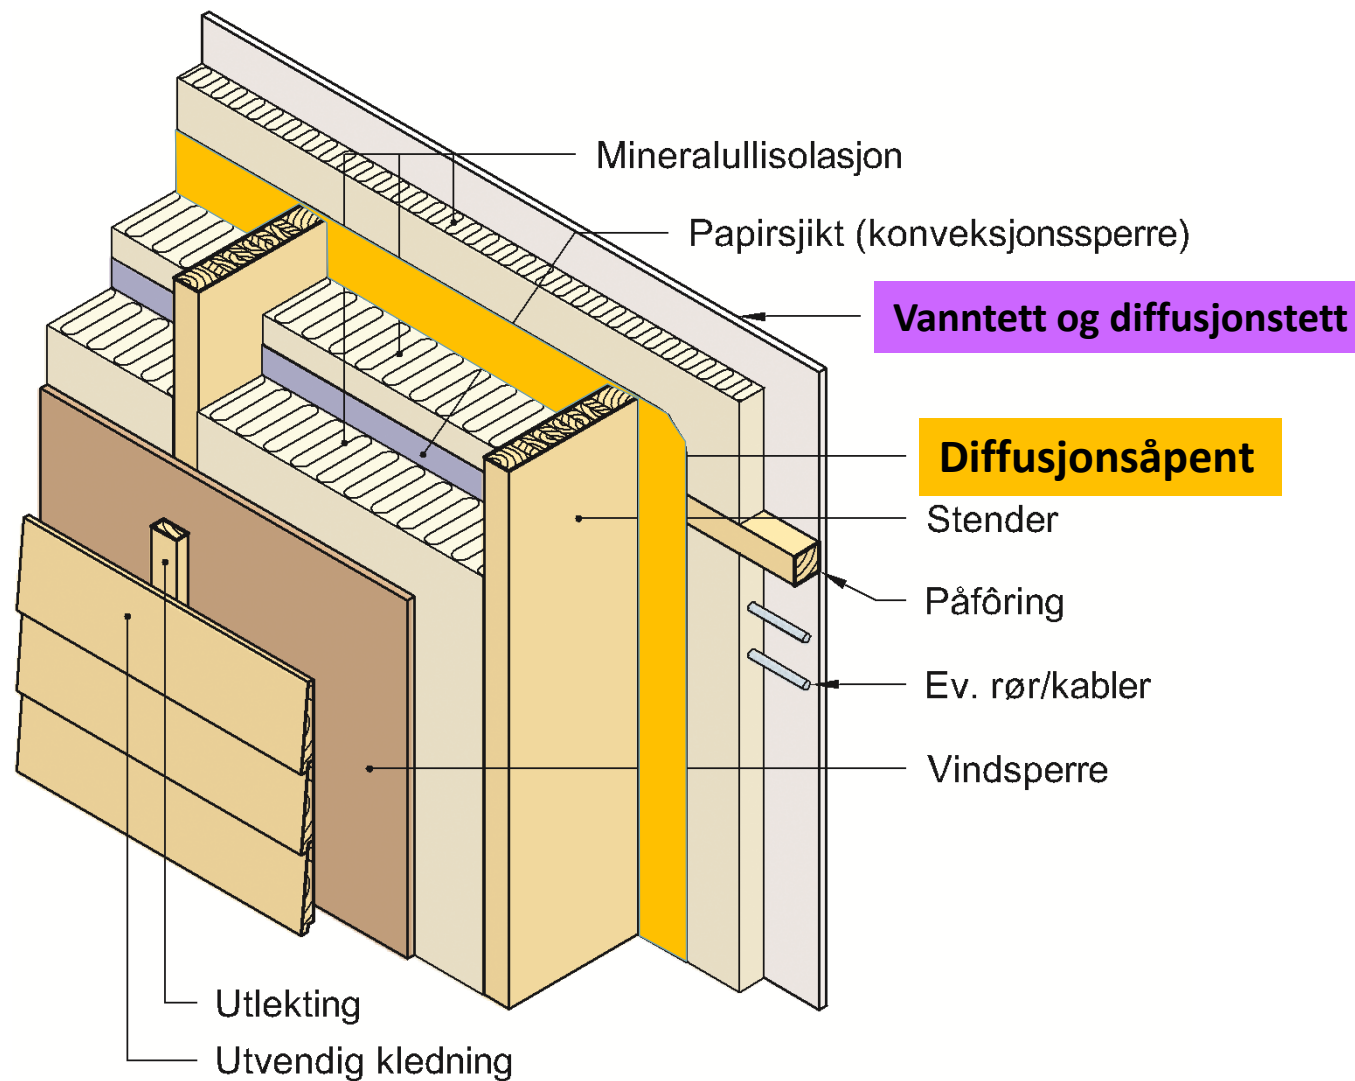 Mineralullisolasjon
Papirsjikt (konveksjonssperre)
Vanntett og diffusjonstett
Diffusjonsåpent
Stender
Påfôring
Ev. rør/kabler
Vindsperre
Utlekting
Utvendig kledning